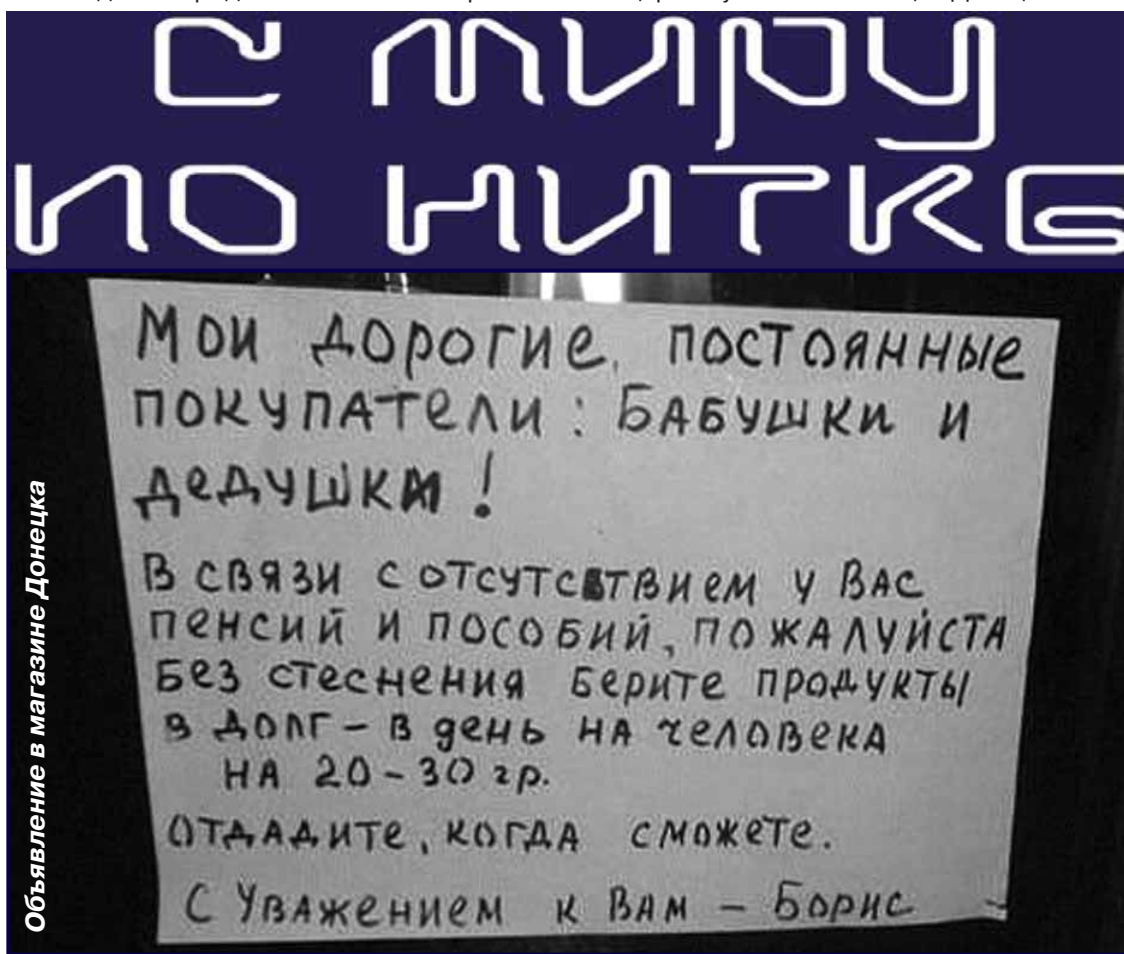 С МИРУ
ПО НИТКЕ
Объявление в магазине Донецка
Мои дорогие, постоянные
покупатели: Бабушки и
дедушки!
В связи с отсутсвтвием у Вас
пенсий и пособий, пожалуйста
без стеснения берите продукты
в долг – в день на человека
на 20-30 гр.
Отдадите, когда сможете.
С Уважением к Вам – Борис